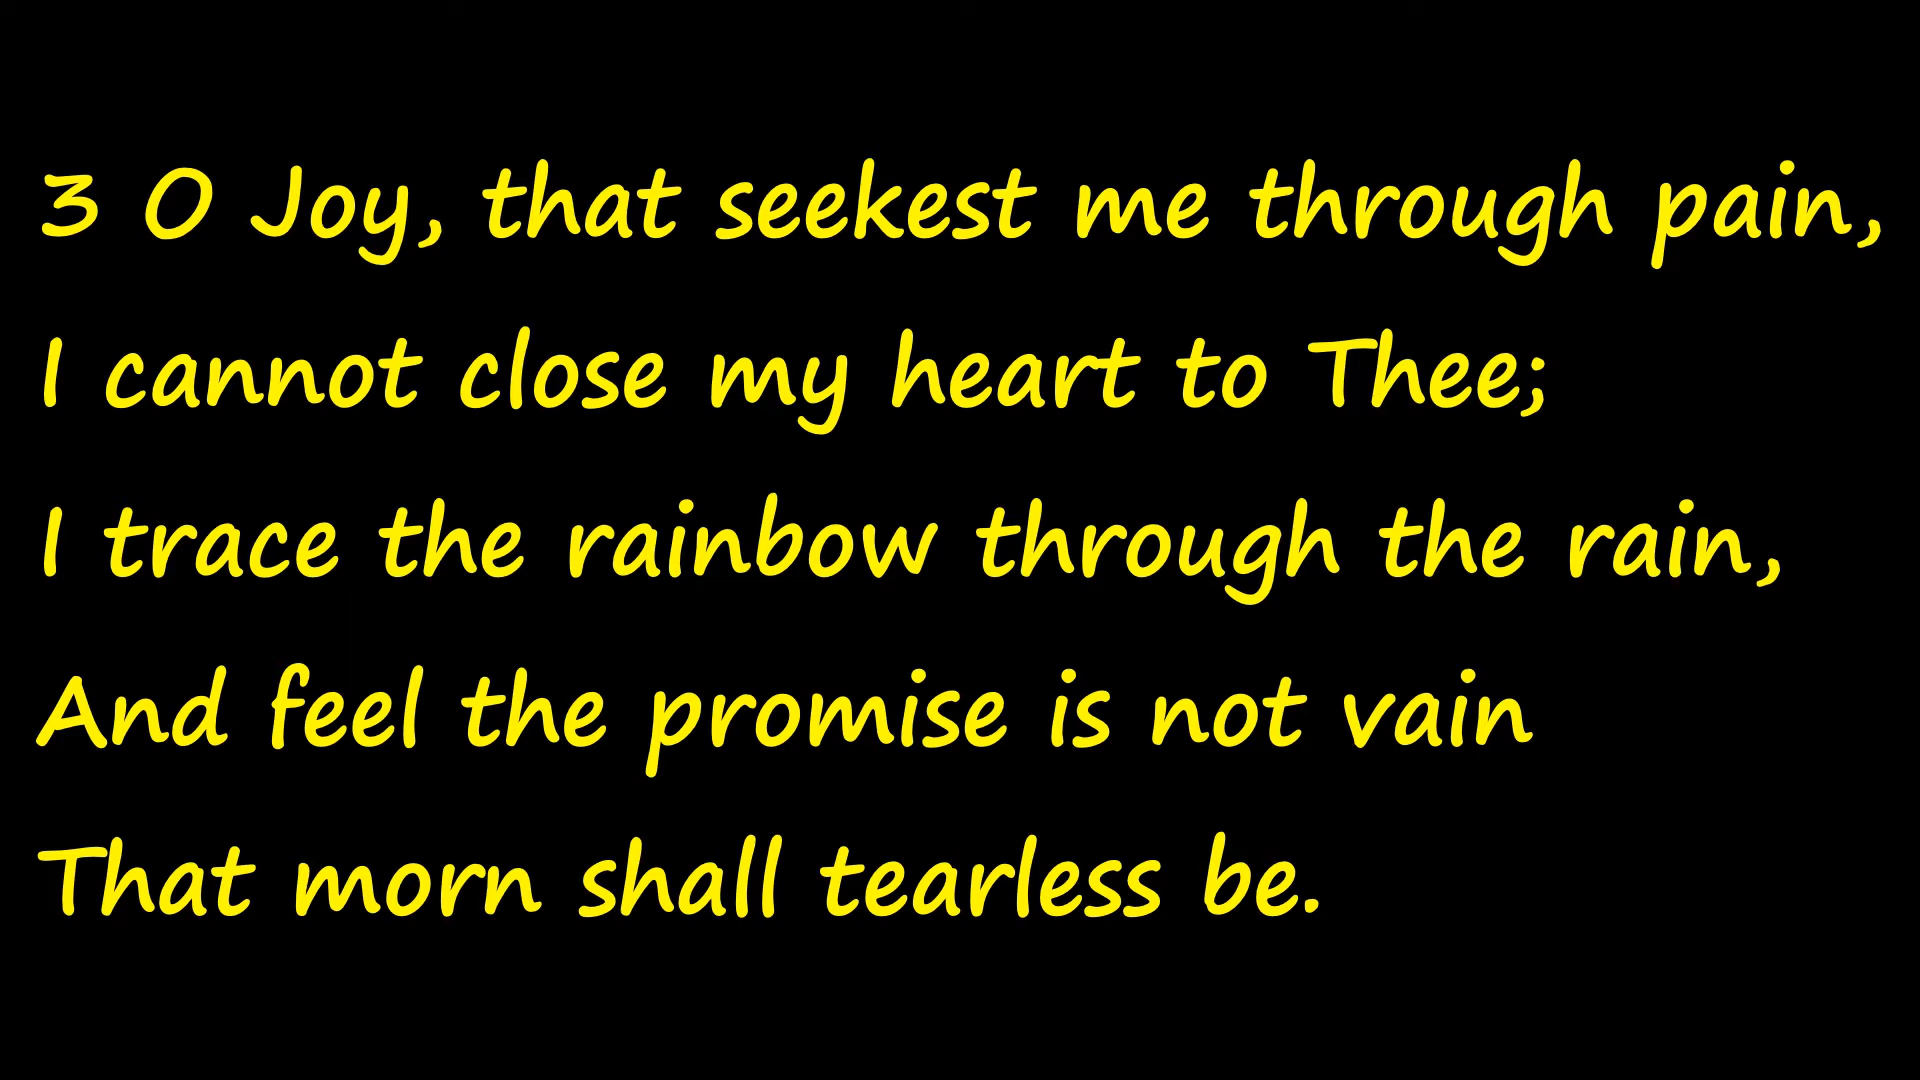 3 O Joy, that seekest me through pain,
I cannot close my heart to Thee;
I trace the rainbow through the rain,
And feel the promise is not vain
That morn shall tearless be.